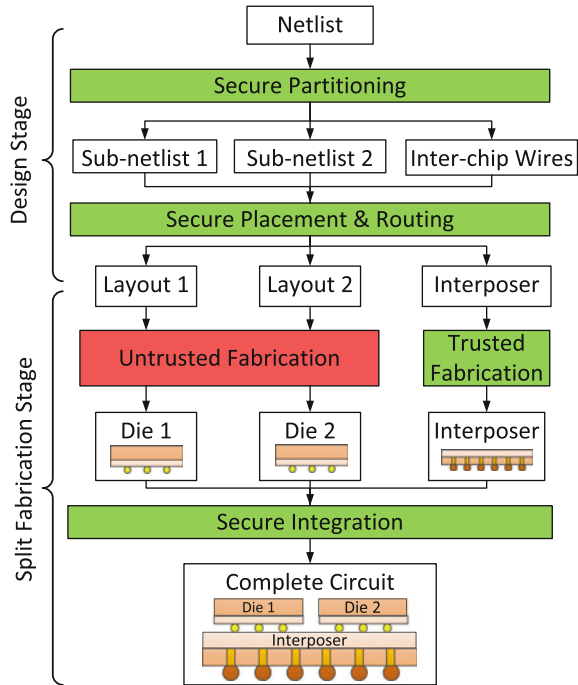 Netlist
Secure Partitioning
Design Stage
Sub-netlist 1
Sub-netlist 2
Inter-chip Wires
Secure Placement & Routing
Layout 1
Layout 2
Interposer
Split Fabrication Stage
Untrusted Fabrication
Trusted
Fabrication
Die 1
Die 2
Interposer
Secure Integration
Complete Circuit
Die 1
Die 2
Interposer